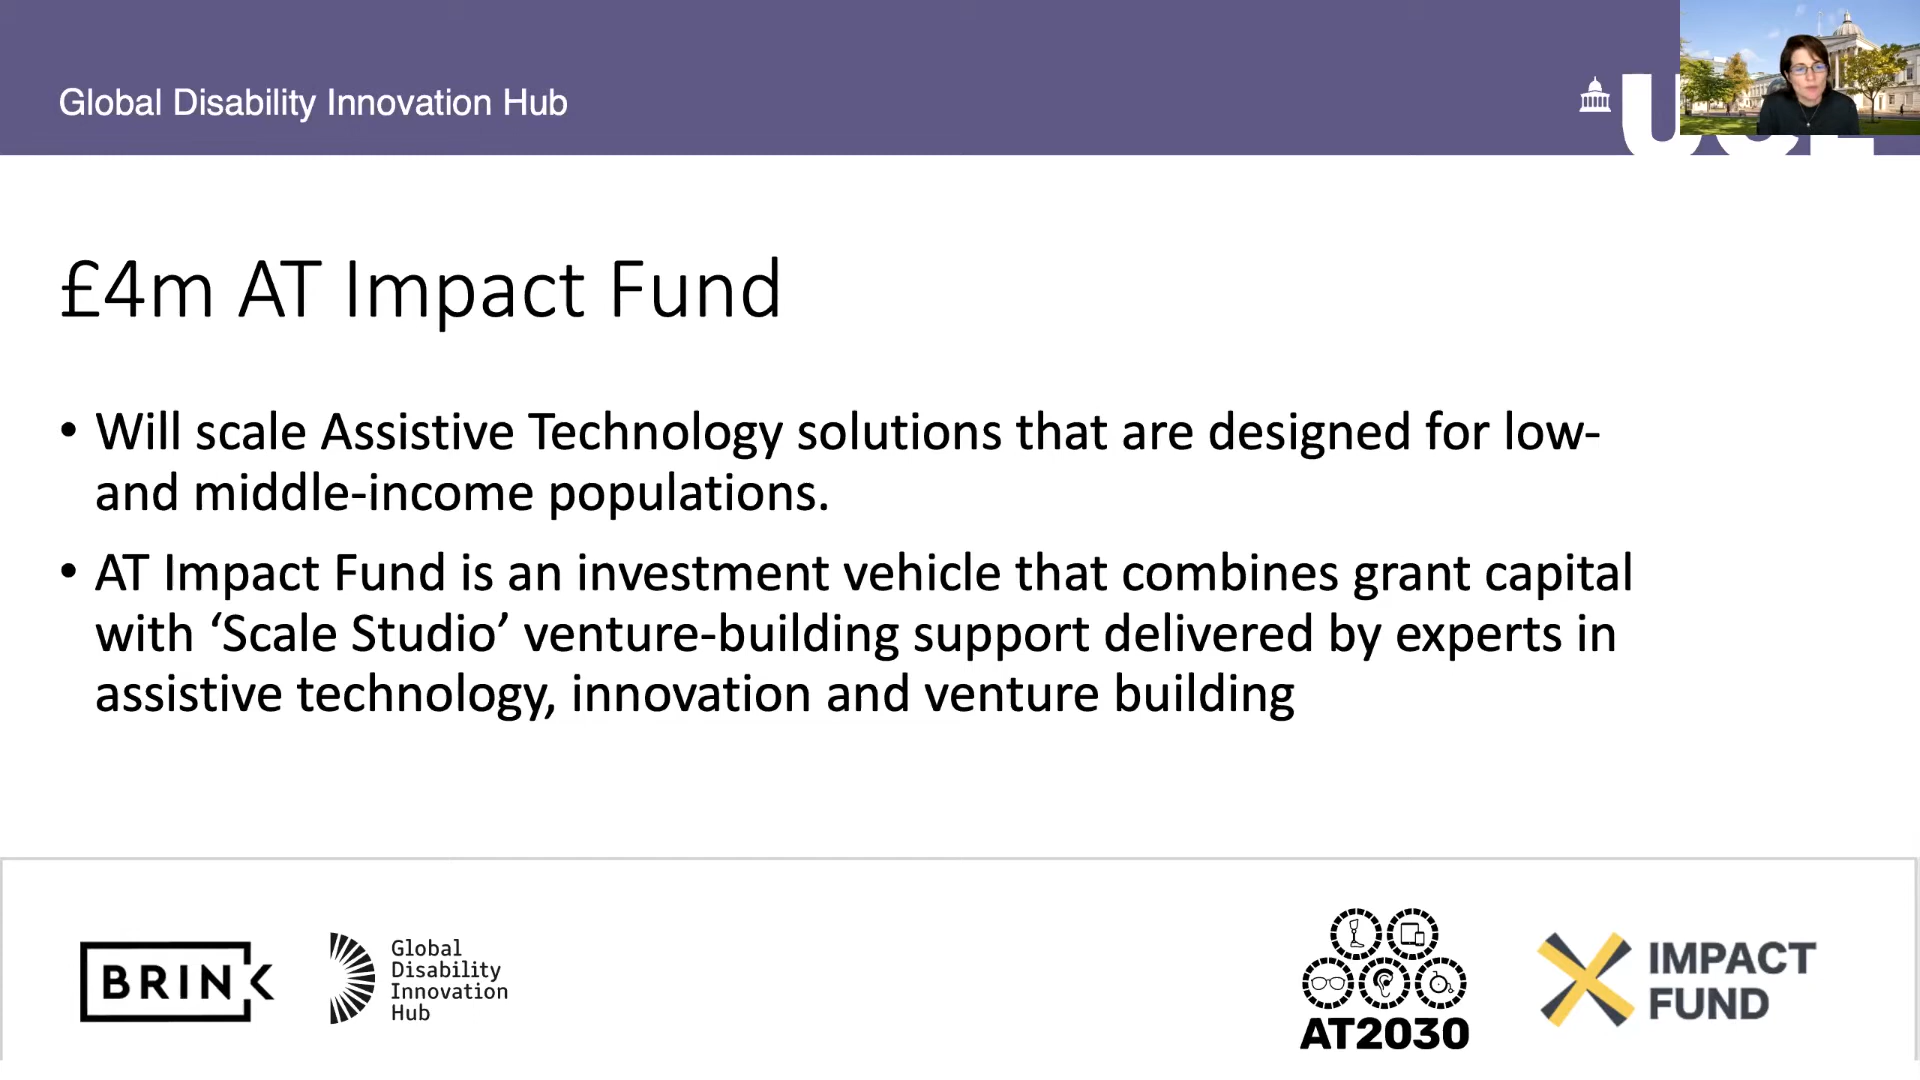 Global Disability Innovation Hub
£4m AT Impact Fund
• Will scale Assistive Technology solutions that are designed for low-
and middle-income populations.
• AT Impact Fund is an investment vehicle that combines grant capital
with ‘Scale Studio’ venture-building support delivered by experts in
assistive technology, innovation and venture building
BRINK
Global
Disability
Innovation
Hub
AT2030
IMPACT
FUND